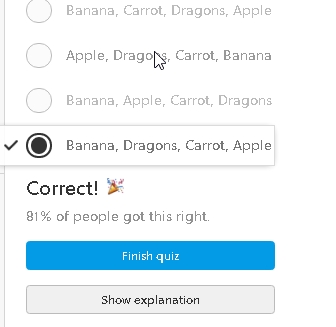 Banana, Carrot, Dragons, Apple
Apple, Dragons, Carrot, Banana
Banana, Apple, Carrot, Dragons
Banana, Dragons, Carrot, Apple
Correct! 🎉
81% of people got this right.
Finish quiz
Show explanation